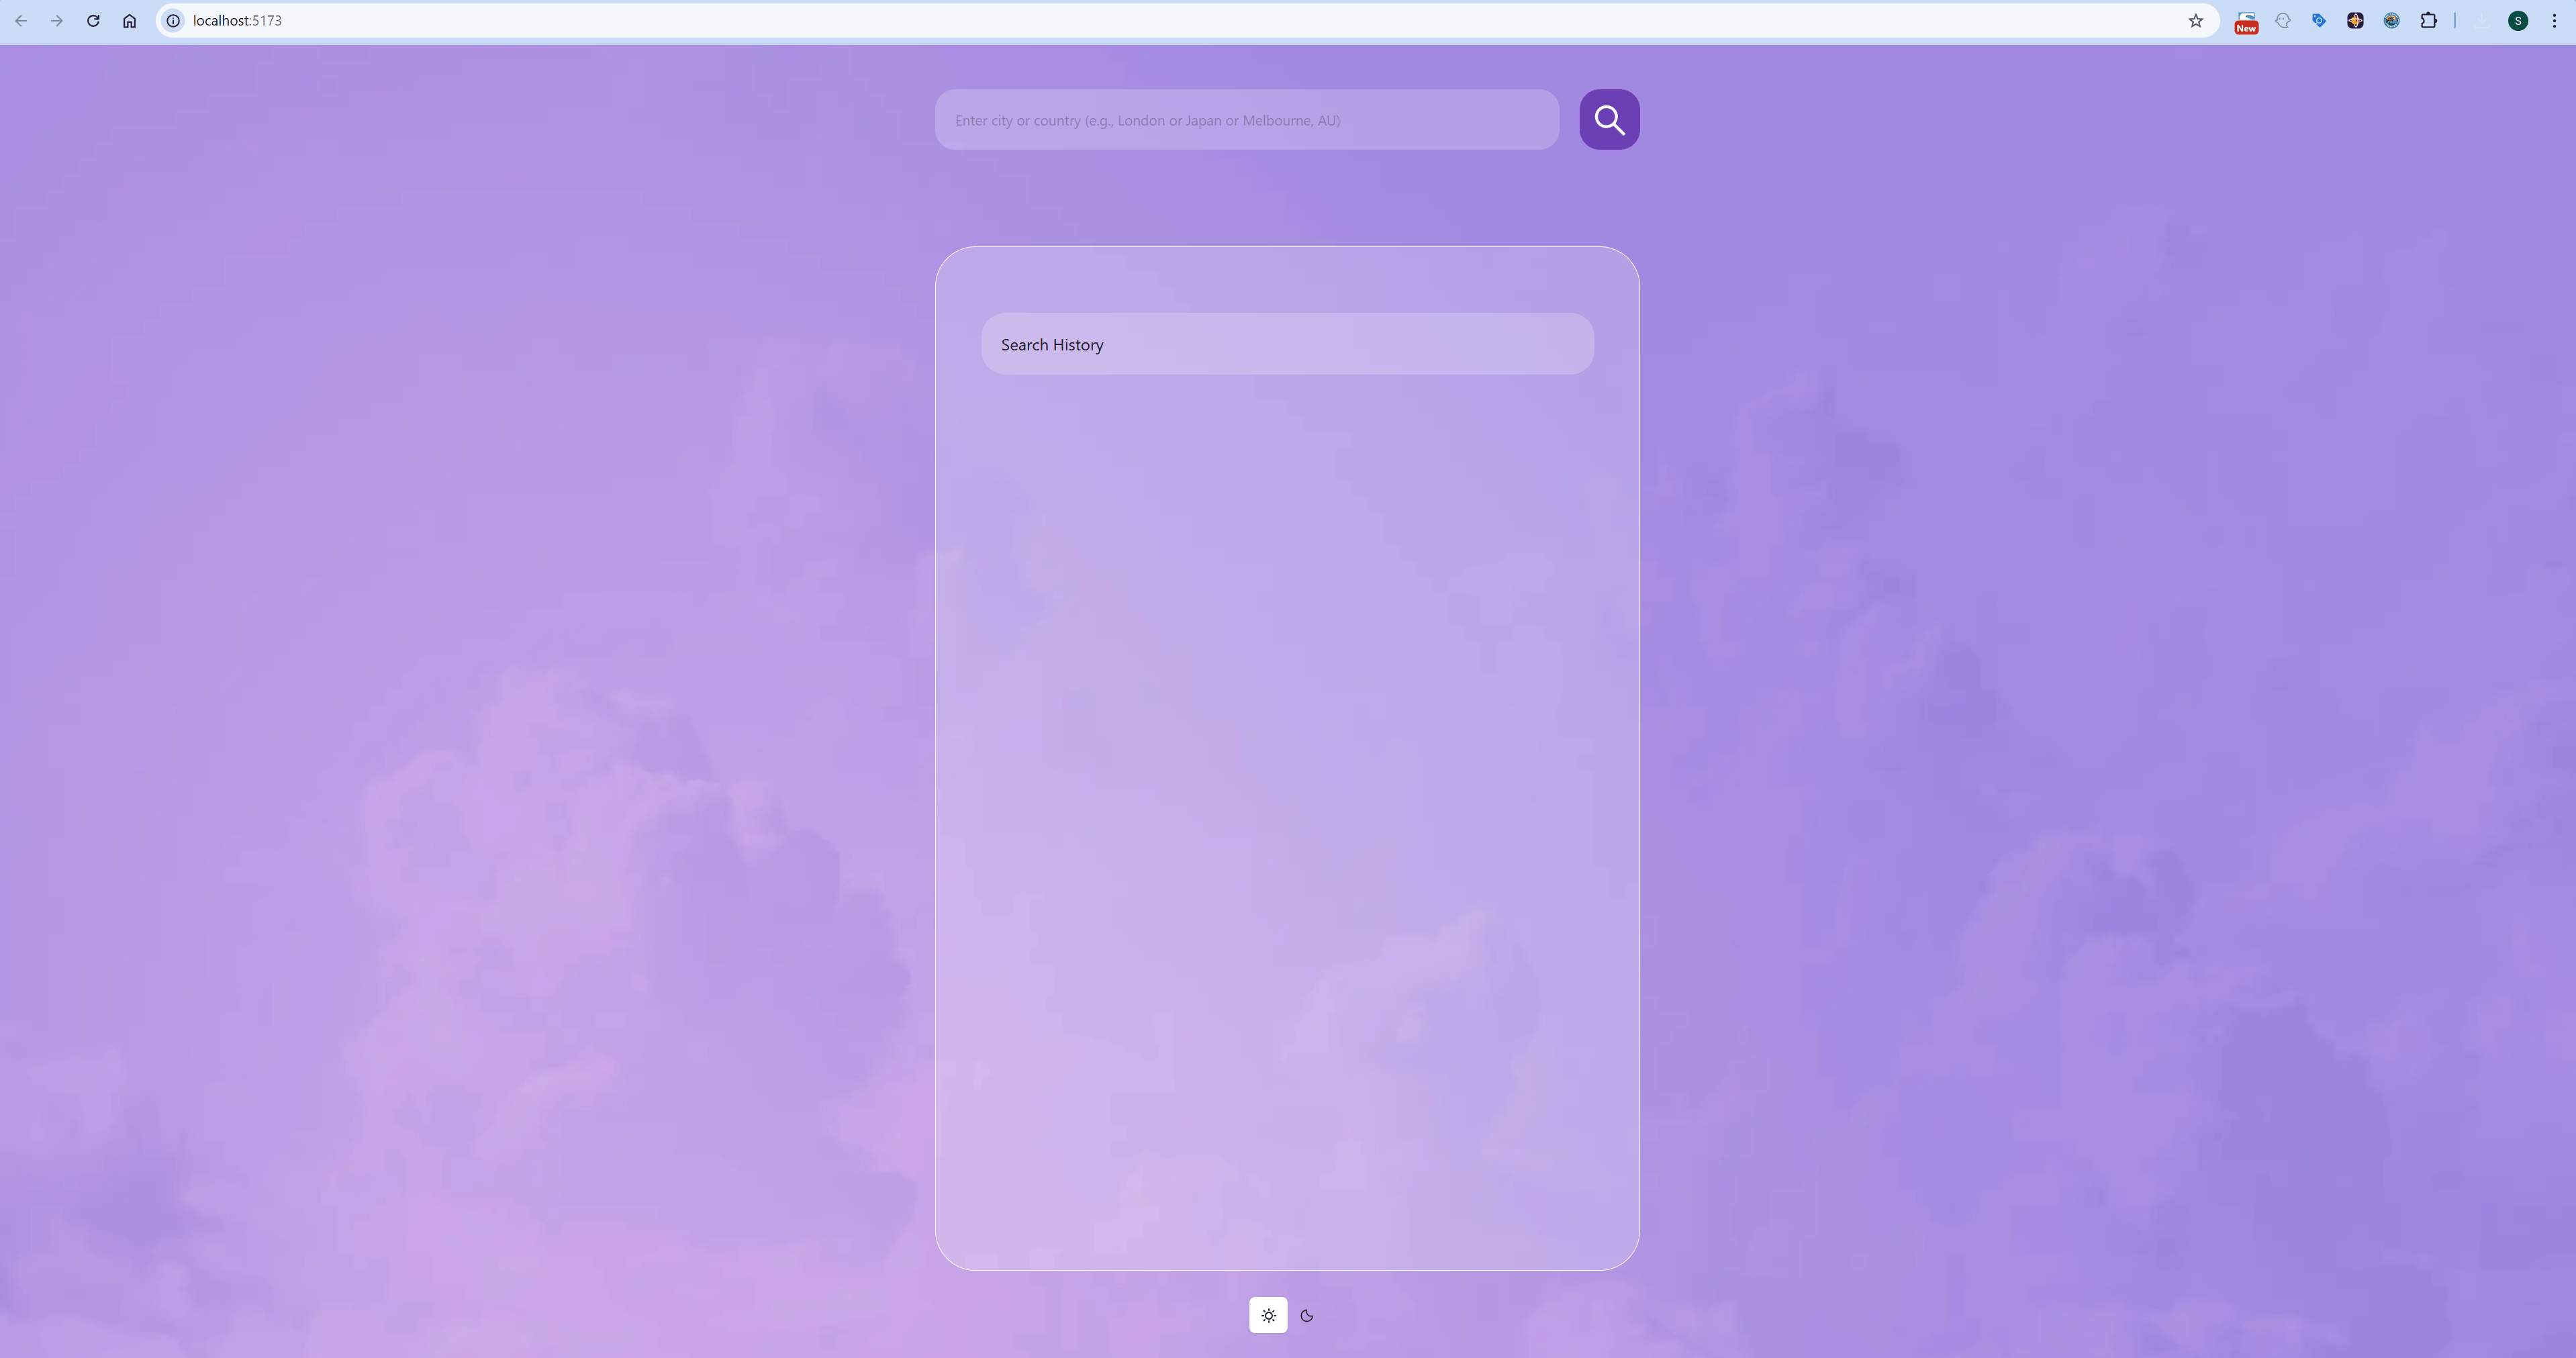 localhost:5173
New
S
Enter city or country (e.g., London or Japan or Melbourne, AU)
Search History